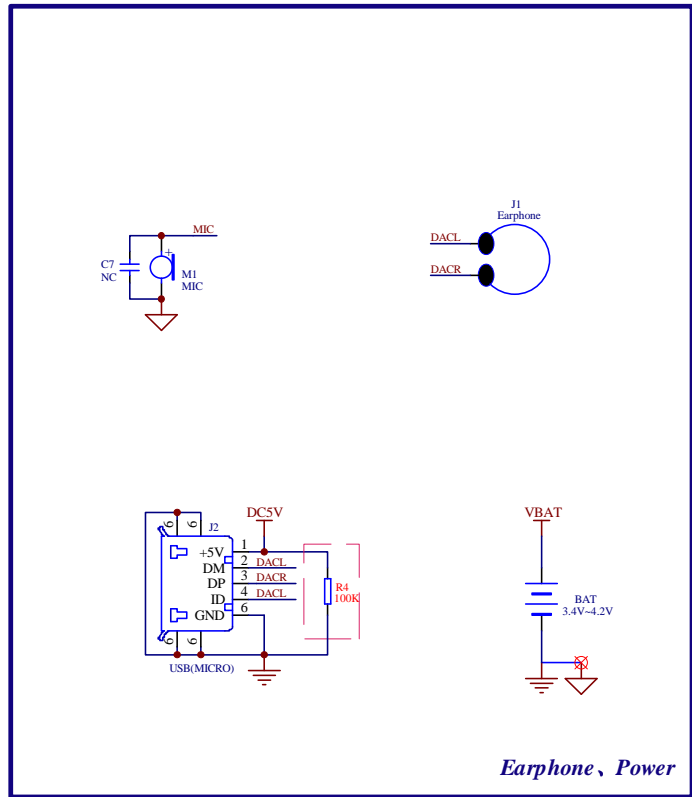 J1
Earphone
MIC
DACL
C7
NC
+
M1
MIC
DACR
DC5V
VBAT
6
6
J2
+5V
1
DM
2
DACL
DP
3
DACR
ID
4
DACL
GND
6
R4
100K
BAT
3.4V~4.2V
6
6
USB(MICRO)
Earphone、Power